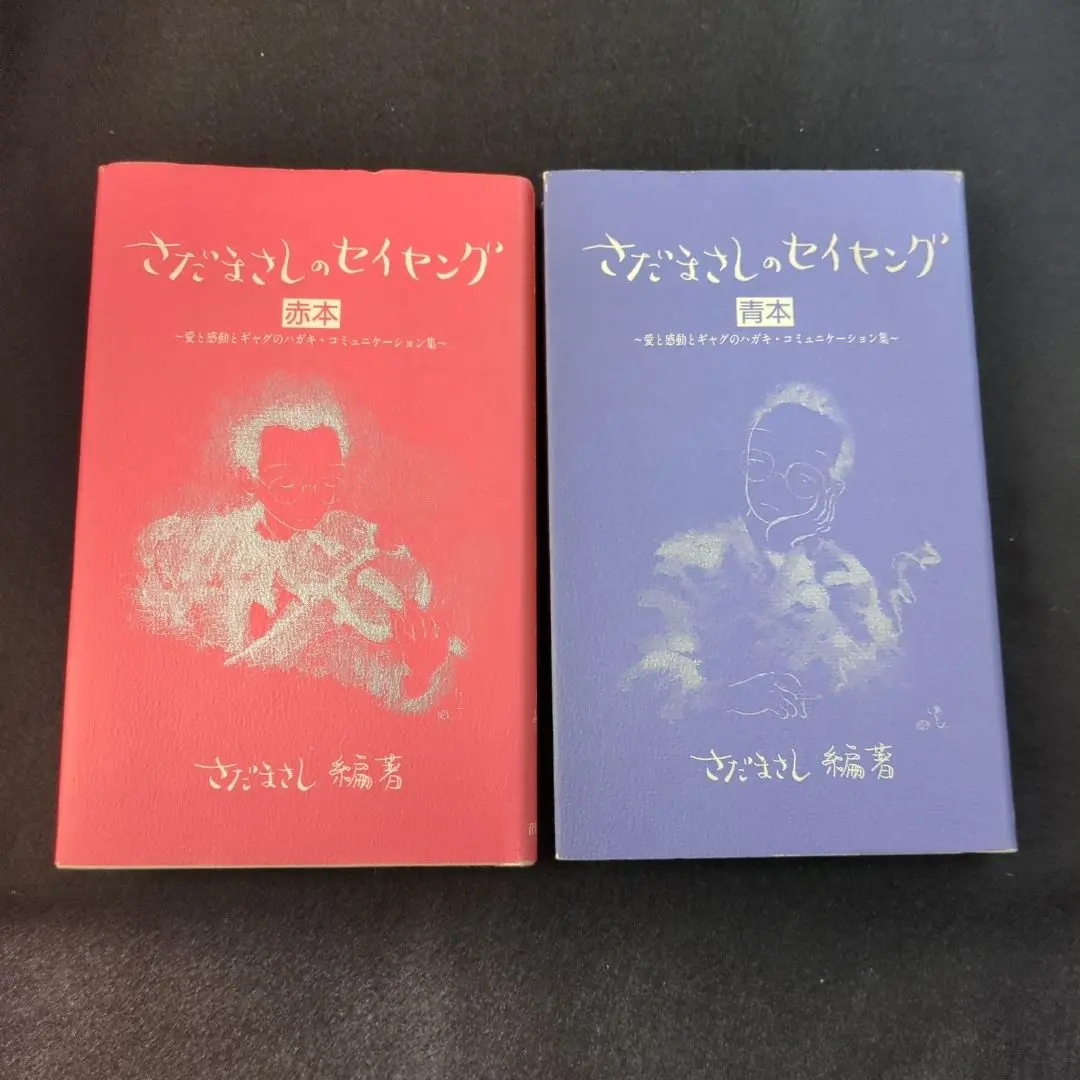 さだまさしのセイヤング
赤本
~愛と感動とギャグのハガキ・コミュニケーション集~
さだまさし 編著
さだまさしのセイヤング
青本
~愛と感動とギャグのハガキ・コミュニケーション集~
さだまさし 編著